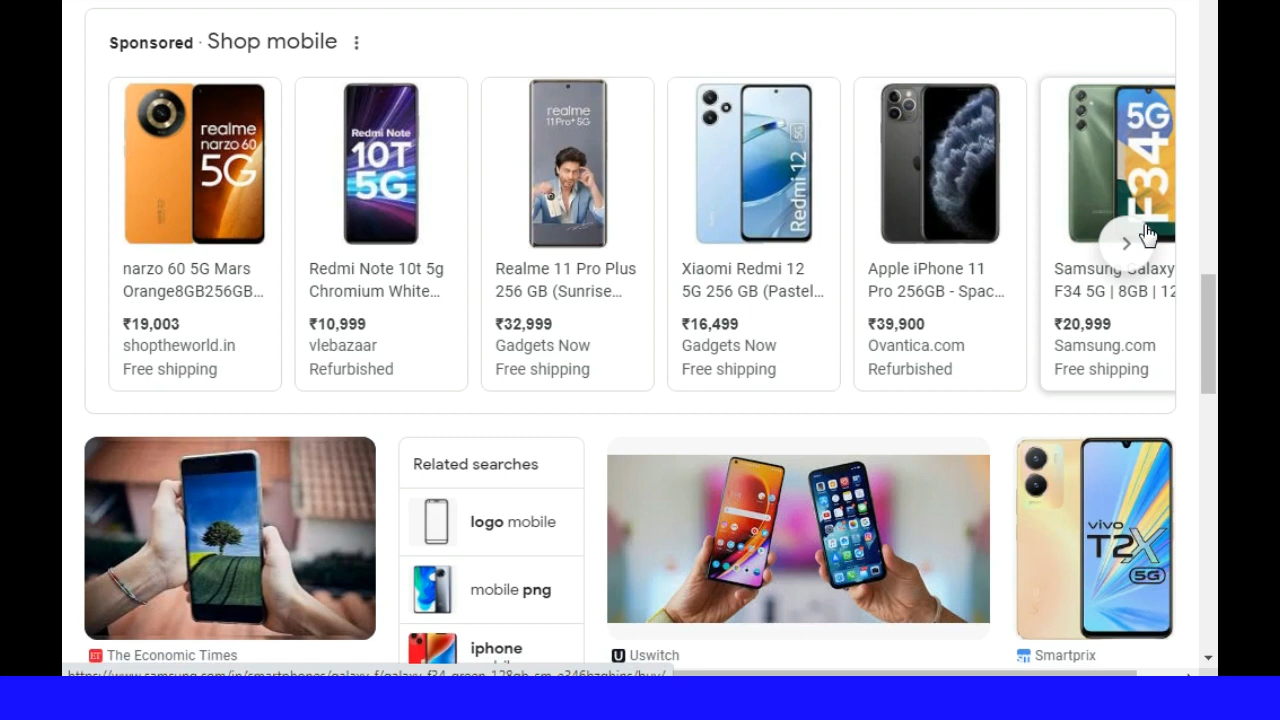 Sponsored · Shop mobile
realme
narzo 60
5G
narzo 60 5G Mars
Orange8GB256GB...
₹19,003
shoptheworld.in
Free shipping
Redmi Note
10T
5G
Redmi Note 10t 5g
Chromium White...
₹10,999
vlebazaar
Refurbished
realme
11 Pro+ 5G
Realme 11 Pro Plus
256 GB (Sunrise...
₹32,999
Gadgets Now
Free shipping
Redmi 12 5G
Xiaomi Redmi 12
5G 256 GB (Pastel...
₹16,499
Gadgets Now
Free shipping
Apple iPhone 11
Pro 256GB - Spac...
₹39,900
Ovantica.com
Refurbished
5G
F34
Samsung Galaxy
F34 5G | 8GB | 12
₹20,999
Samsung.com
Free shipping
The Economic Times
Related searches
logo mobile
mobile png
iphone
Uswitch
vivo
T2X
5G
Smartprix